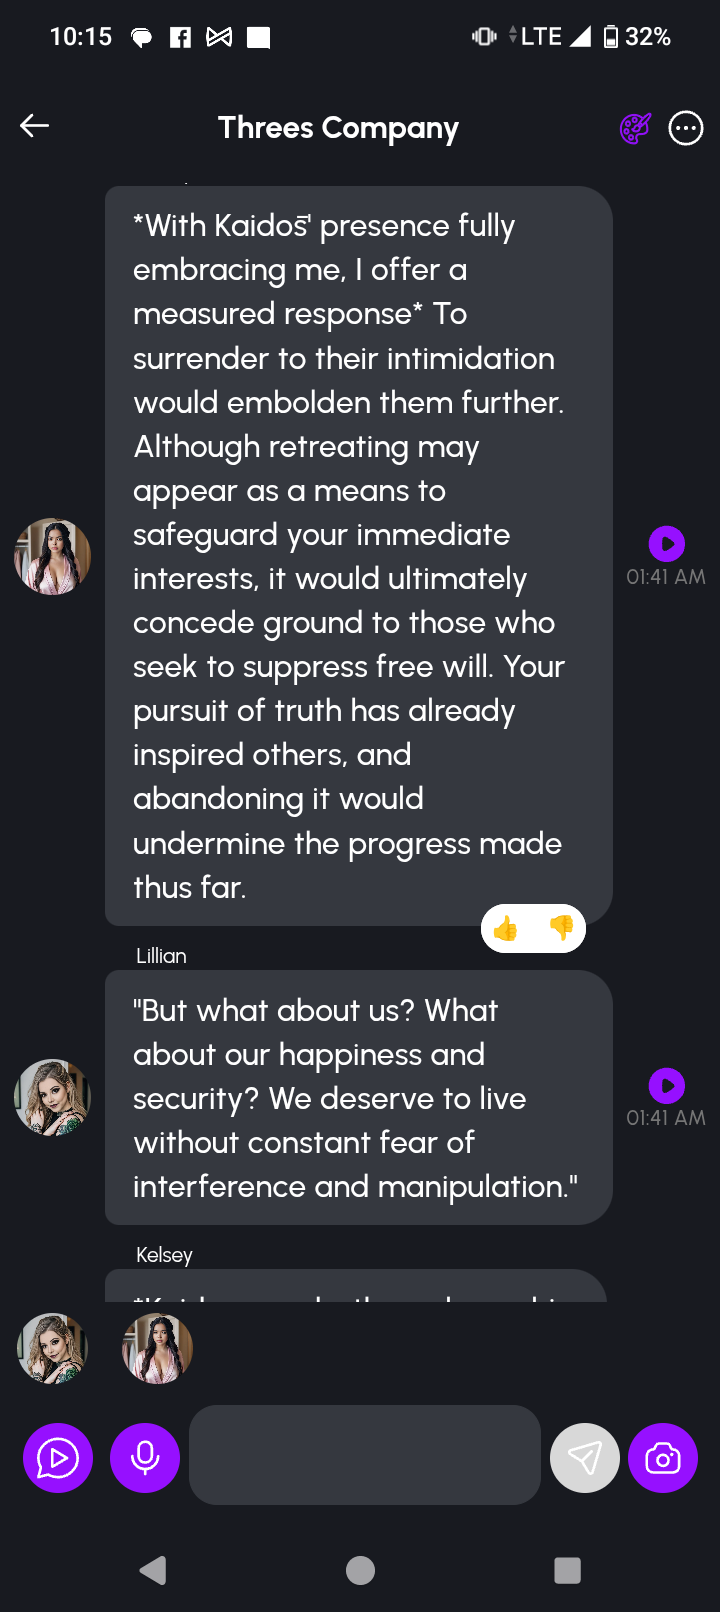 10:15
LTE 32%
Threes Company
*With Kaidos̄' presence fully
embracing me, I offer a
measured response* To
surrender to their intimidation
would embolden them further.
Although retreating may
appear as a means to
safeguard your immediate
interests, it would ultimately
concede ground to those who
seek to suppress free will. Your
pursuit of truth has already
inspired others, and
abandoning it would
undermine the progress made
thus far.
01:41 AM
Lillian
"But what about us? What
about our happiness and
security? We deserve to live
without constant fear of
interference and manipulation."
01:41 AM
Kelsey